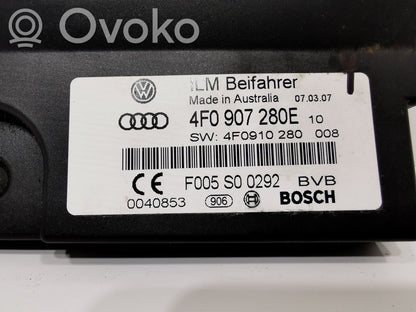 Ovoko
ILM Beifahrer
Made in Australia 07.03.07
4F0 907 280E 10
SW: 4F0910 280 008
CE F005 S0 0292 BVB
0040853 906 BOSCH